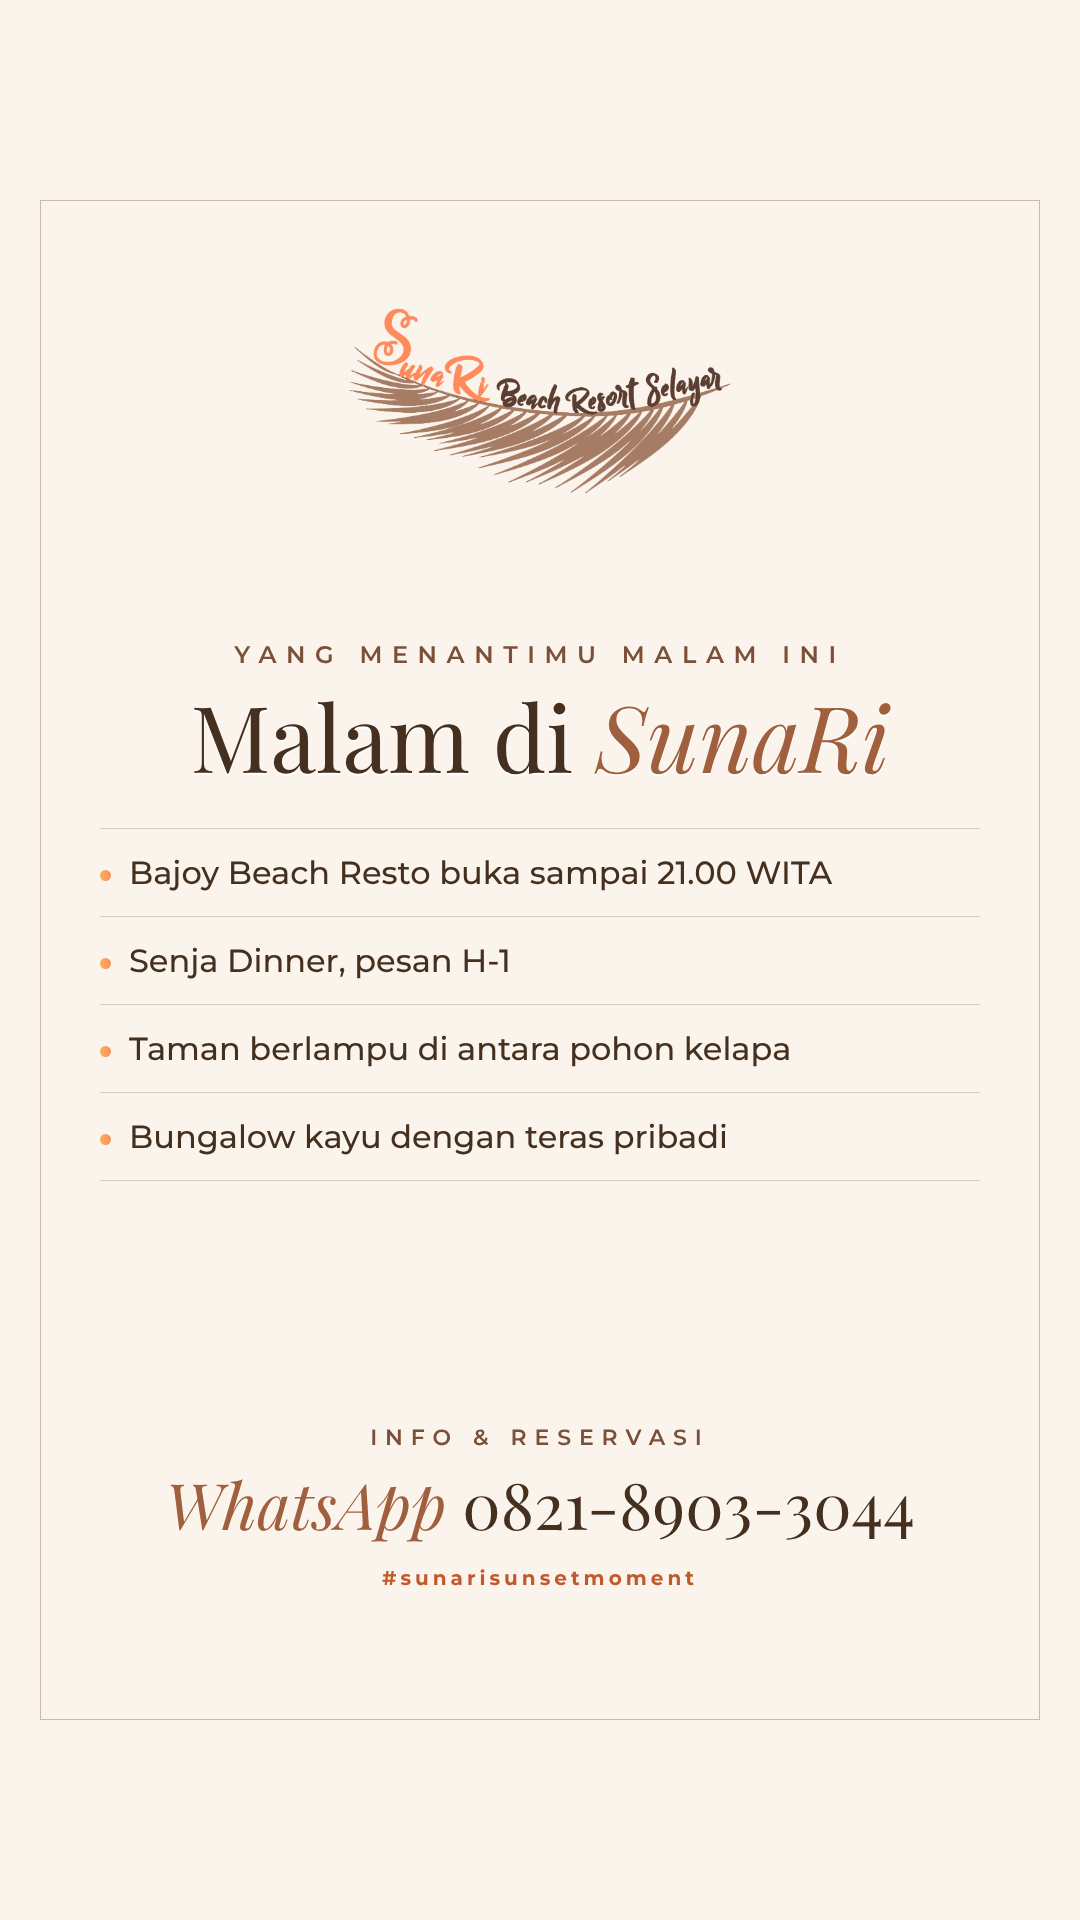 SunaRi Beach Resort Selayar
YANG MENANTIMU MALAM INI
Malam di SunaRi
Bajoy Beach Resto buka sampai 21.00 WITA
Senja Dinner, pesan H-1
Taman berlampu di antara pohon kelapa
Bungalow kayu dengan teras pribadi
INFO & RESERVASI
WhatsApp 0821-8903-3044
#sunarisunsetmoment